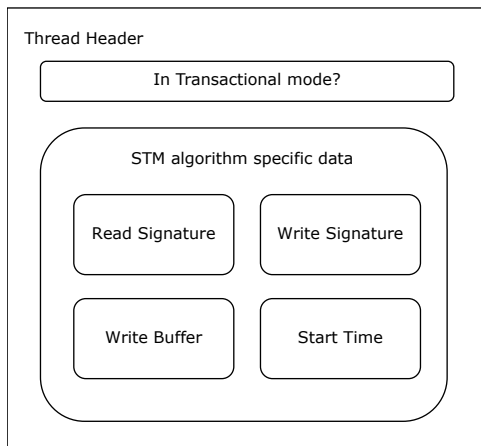 Thread Header
In Transactional mode?
STM algorithm specific data
Read Signature
Write Signature
Write Buffer
Start Time